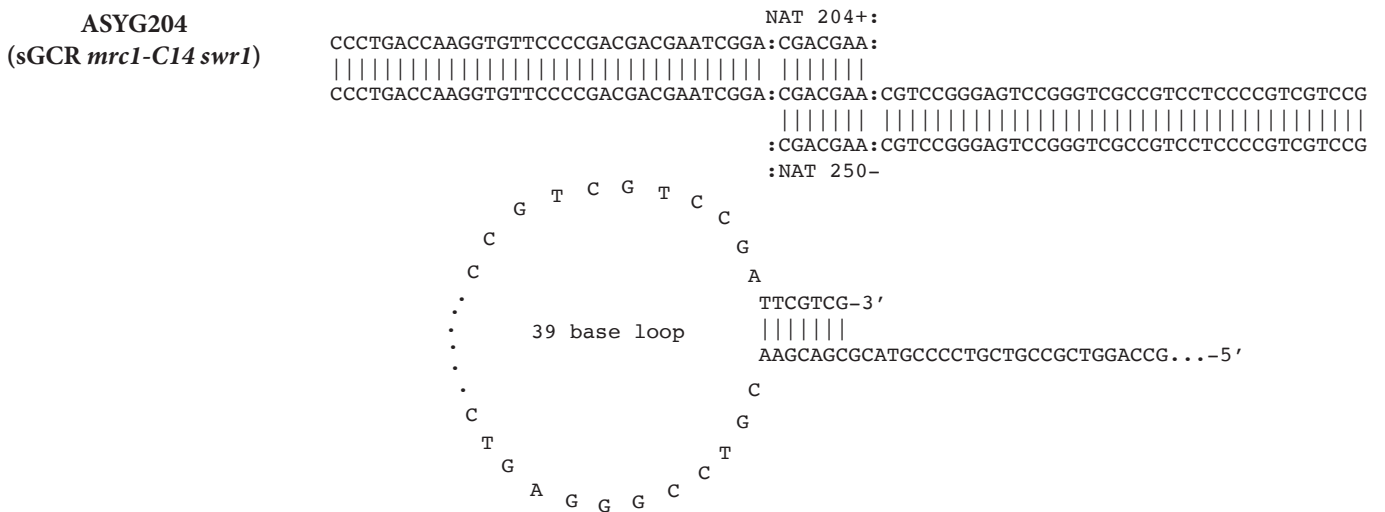 ASYG204
(sGCR mrc1-C14 swr1)
NAT 204+:
CCCTGACCAAGGTGTTCCCCGACGACGAATCGGA:CGACGAA:
|||||||||||||||||||||||||||||||||| |||||||
CCCTGACCAAGGTGTTCCCCGACGACGAATCGGA:CGACGAA:CGTCCGGGAGTCCGGGTCGCCGTCCTCCCCGTCGTCCG
||||||| ||||||||||||||||||||||||||||||||||||||
:CGACGAA:CGTCCGGGAGTCCGGGTCGCCGTCCTCCCCGTCGTCCG
:NAT 250-
C C G T C G T C C G A
TTCGTCG-3′
39 base loop
|||||||
AAGCAGCGCATGCCCCTGCTGCCGCTGGACCG...-5′
C T G A G G G C C T G C